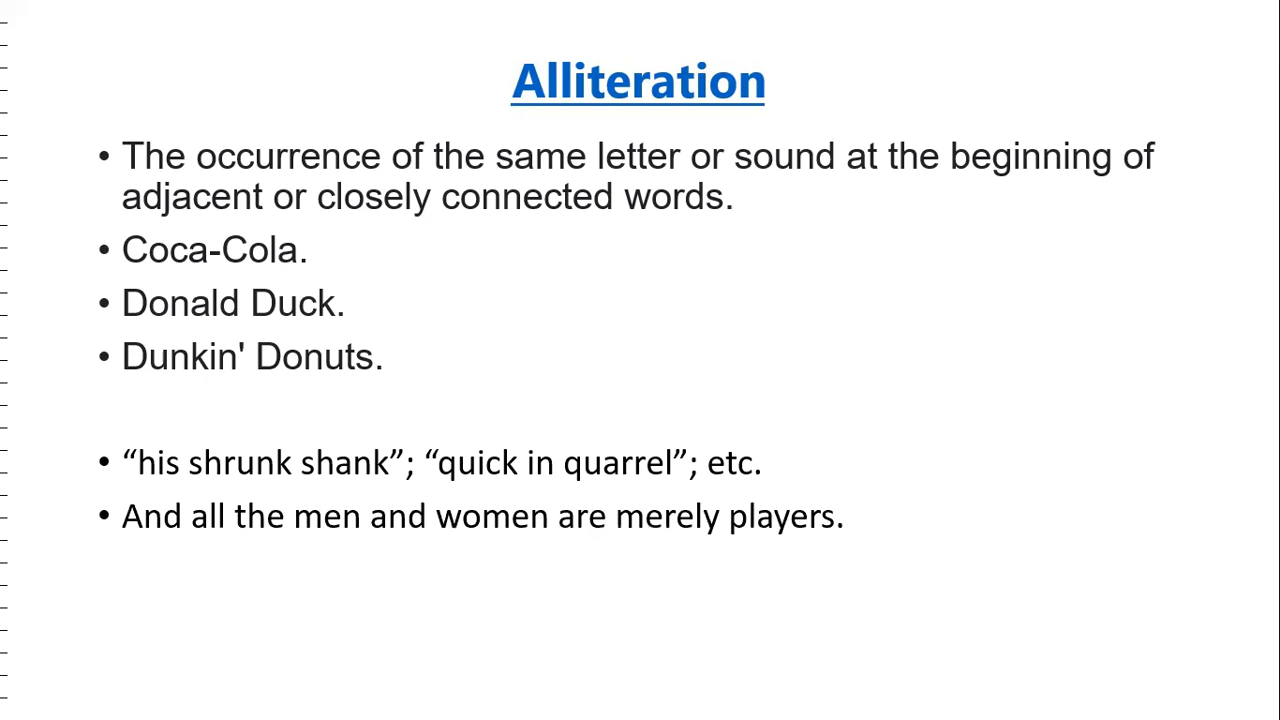 Alliteration
• The occurrence of the same letter or sound at the beginning of
adjacent or closely connected words.
• Coca-Cola.
• Donald Duck.
• Dunkin' Donuts.
• “his shrunk shank”; “quick in quarrel”; etc.
• And all the men and women are merely players.